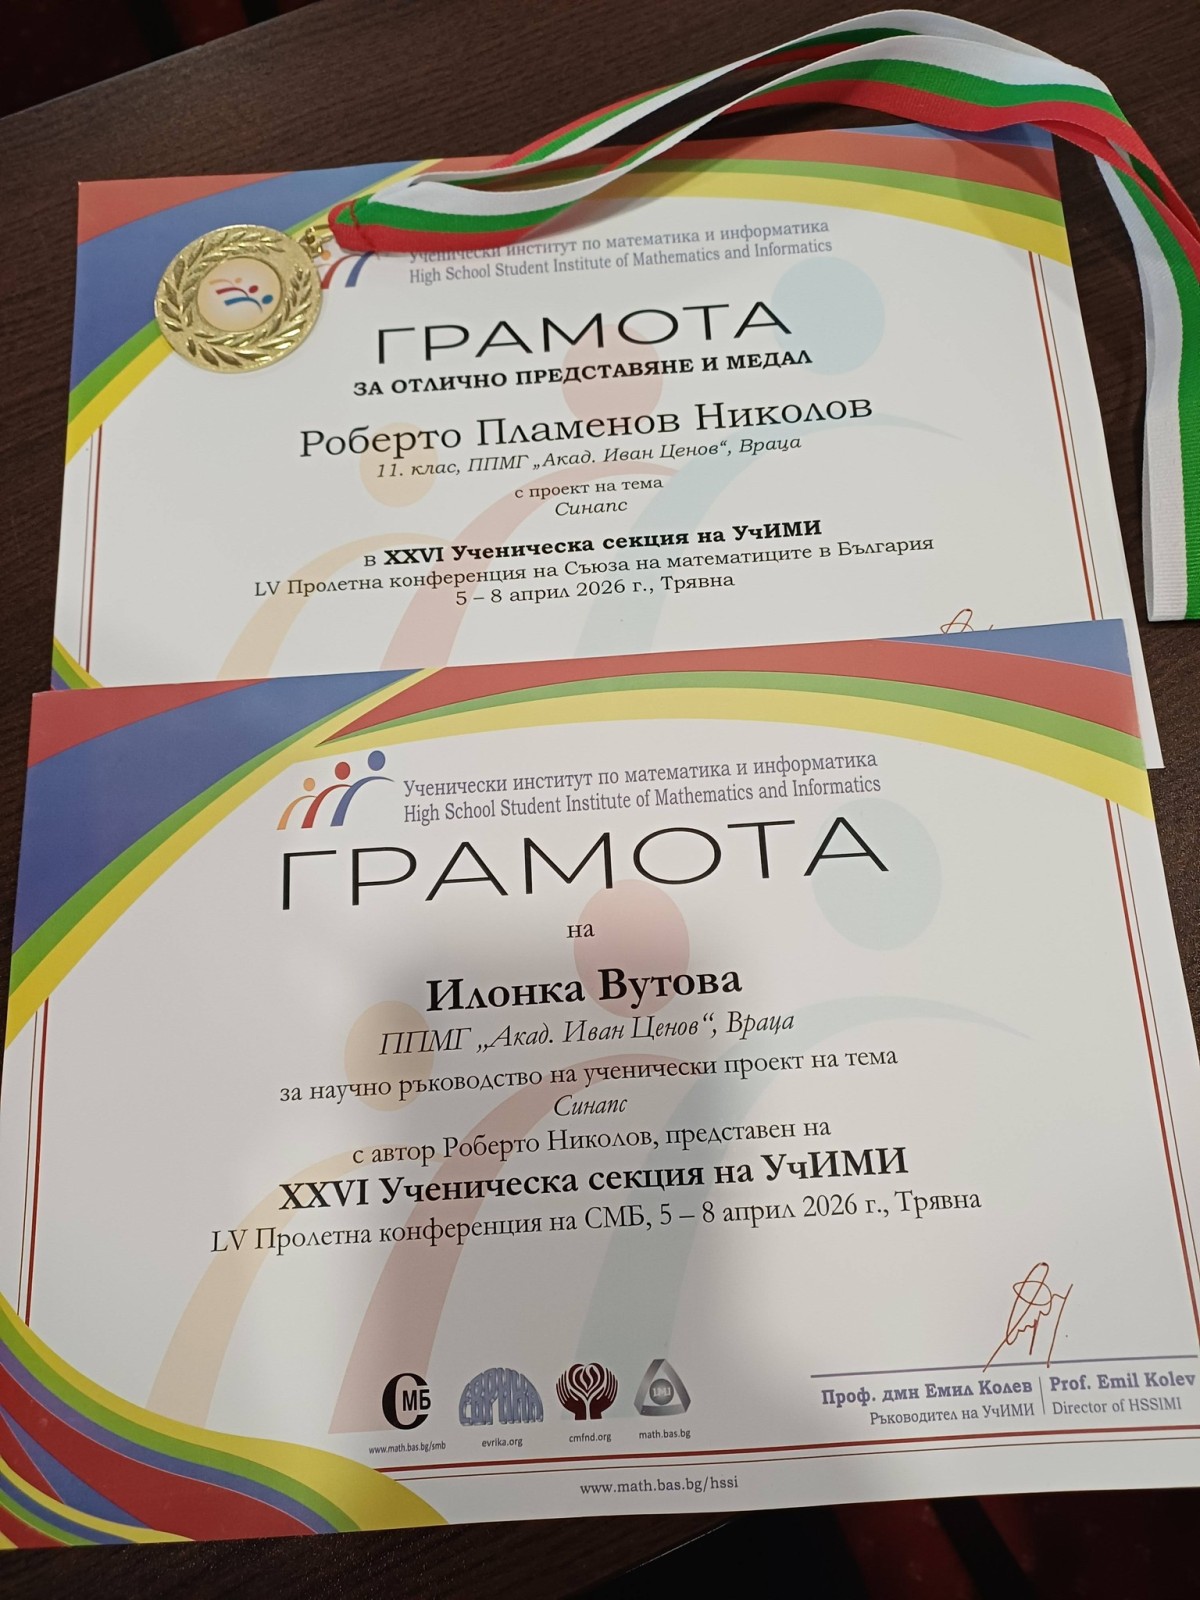 Ученически институт по математика и информатика
High School Student Institute of Mathematics and Informatics
ГРАМОТА
ЗА ОТЛИЧНО ПРЕДСТАВЯНЕ И МЕДАЛ
Роберто Пламенов Николов
11. клас, ППМГ „Акад. Иван Ценов“, Враца
с проект на тема
Синапс
в XXVI Ученическа секция на УчИМИ
LV Пролетна конференция на Съюза на математиците в България
5 – 8 април 2026 г., Трявна
Ученически институт по математика и информатика
High School Student Institute of Mathematics and Informatics
ГРАМОТА
на
Илонка Вутова
ППМГ „Акад. Иван Ценов“, Враца
за научно ръководство на ученически проект на тема
Синапс
с автор Роберто Николов, представен на
XXVI Ученическа секция на УчИМИ
LV Пролетна конференция на СМБ, 5 – 8 април 2026 г., Трявна
СМБ
ЕВРИКА
IMI
www.math.bas.bg/smb
evrika.org
cmfnd.org
math.bas.bg
Проф. дмн Емил Колев
Ръководител на УчИМИ
Prof. Emil Kolev
Director of HSSIMI
www.math.bas.bg/hssi